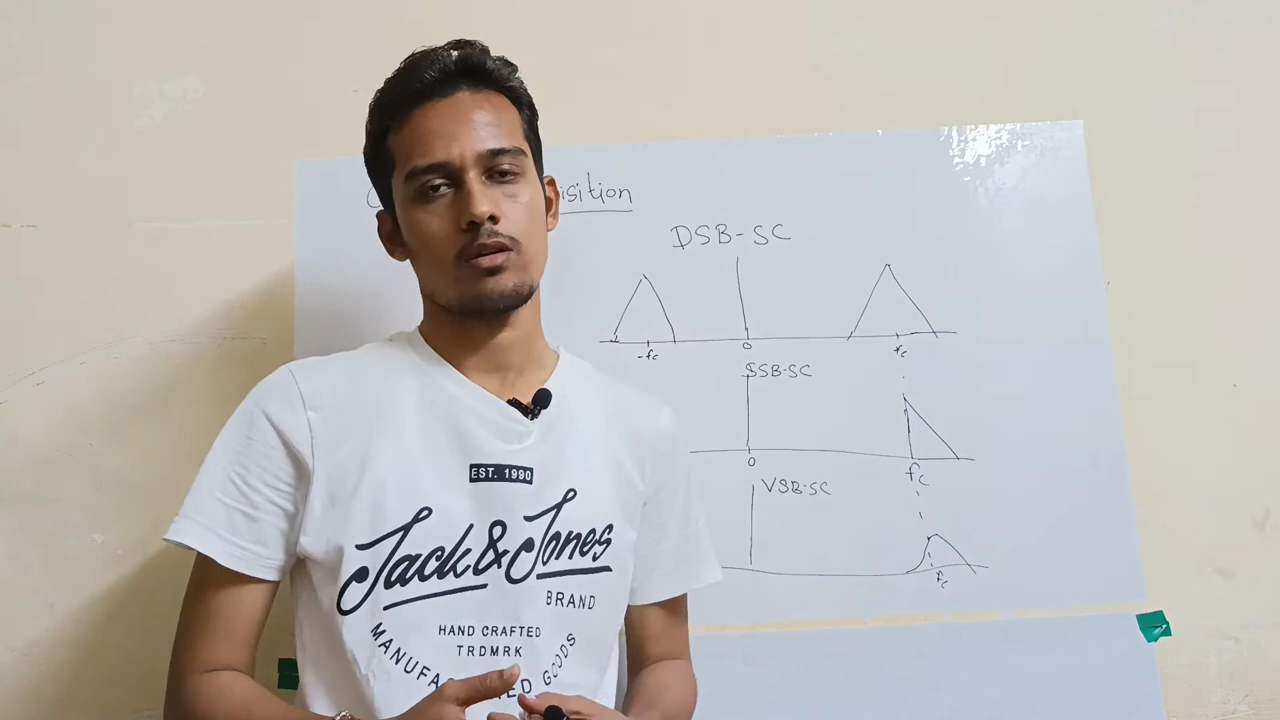 DSB-SC
-fc
0
fc
SSB-SC
0
fc
VSB-SC
fc
EST. 1990
Jack&Jones
BRAND
HAND CRAFTED
TRDMRK
GOODS